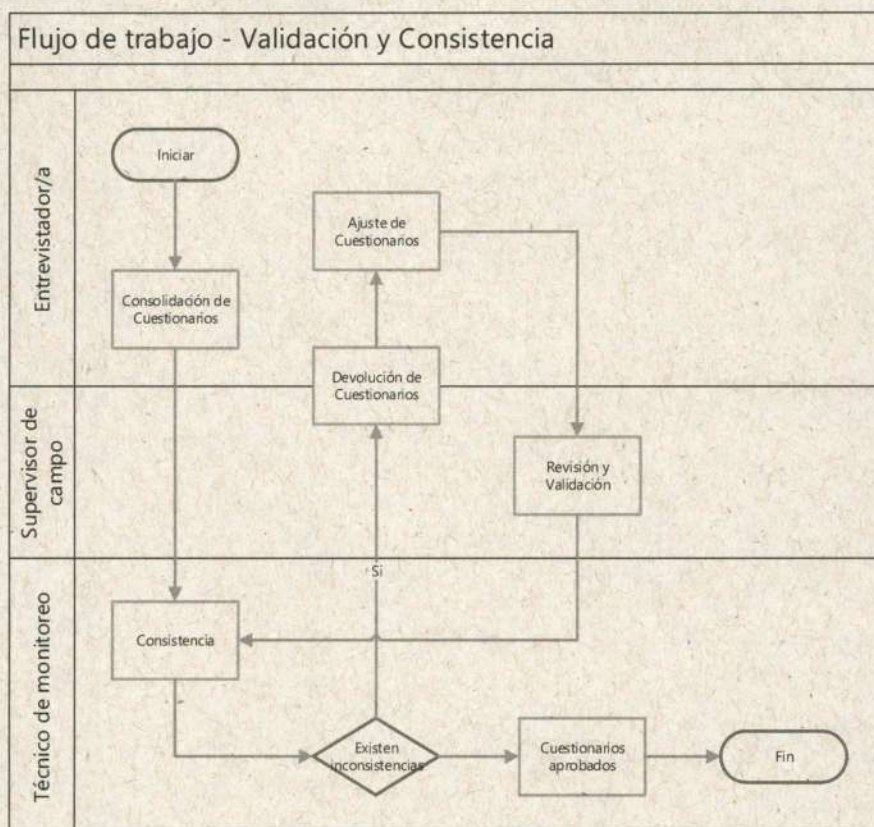 Flujo de trabajo - Validación y Consistencia
Entrevistador/a
Iniciar
Consolidación de
Cuestionarios
Ajuste de
Cuestionarios
Devolución de
Cuestionarios
Supervisor de
campo
Revisión y
Validación
Técnico de monitoreo
Si
Consistencia
Existen
inconsistencias
Cuestionarios
aprobados
Fin